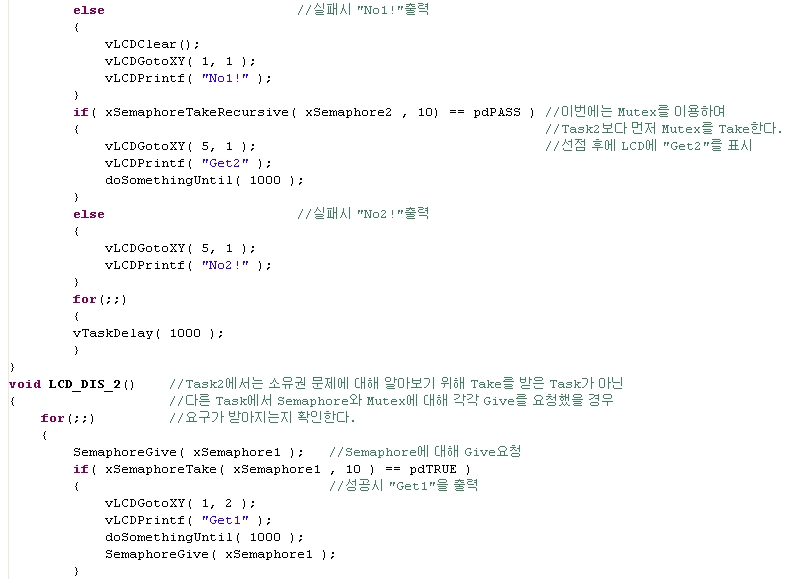 else //실패시 "No1!"출력
{
vLCDClear();
vLCDGotoXY( 1, 1 );
vLCDPrintf( "No1!" );
}
if( xSemaphoreTakeRecursive( xSemaphore2 , 10) == pdPASS ) //이번에는 Mutex를 이용하여
{ //Task2보다 먼저 Mutex를 Take한다.
vLCDGotoXY( 5, 1 ); //선점 후에 LCD에 "Get2"를 표시
vLCDPrintf( "Get2" );
doSomethingUntil( 1000 );
}
else //실패시 "No2!"출력
{
vLCDGotoXY( 5, 1 );
vLCDPrintf( "No2!" );
}
for(;;)
{
vTaskDelay( 1000 );
}
}
void LCD_DIS_2() //Task2에서는 소유권 문제에 대해 알아보기 위해 Take를 받은 Task가 아닌
{ //다른 Task에서 Semaphore와 Mutex에 대해 각각 Give를 요청했을 경우
for(;;) //요구가 받아지는지 확인한다.
{
SemaphoreGive( xSemaphore1 ); //Semaphore에 대해 Give요청
if( xSemaphoreTake( xSemaphore1 , 10 ) == pdTRUE )
{ //성공시 "Get1"을 출력
vLCDGotoXY( 1, 2 );
vLCDPrintf( "Get1" );
doSomethingUntil( 1000 );
SemaphoreGive( xSemaphore1 );
}